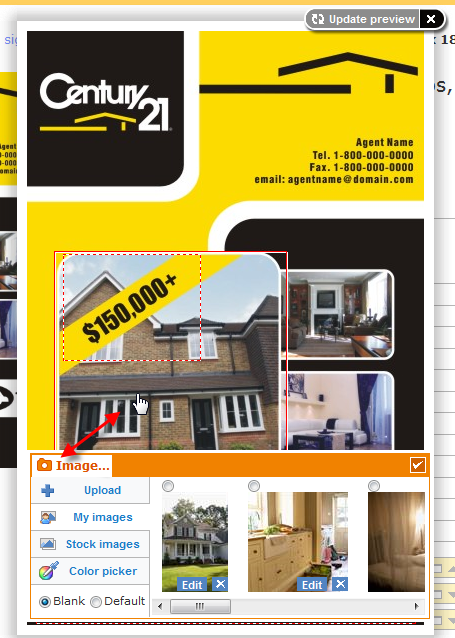 Update preview
sig
x 18
Century
21
Agent Name
Tel. 1-800-000-0000
Fax. 1-800-000-0000
email: agentname@domain.com
$150,000+
Image...
Upload
My images
Stock images
Color picker
Blank
Default
Edit
Edit